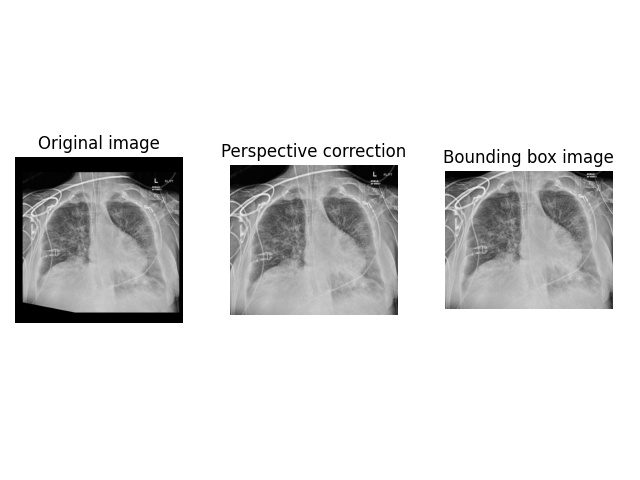 Original image
Perspective correction
Bounding box image
L
L